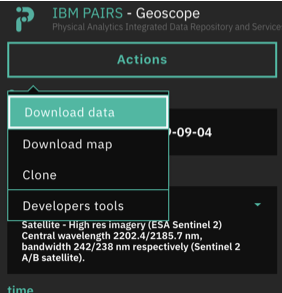 IBM PAIRS - Geoscope
Physical Analytics Integrated Data Repository and Service
Actions
Download data
-09-04
Download map
Clone
Developers tools
Satellite - High res imagery (ESA Sentinel 2)
Central wavelength 2202.4/2185.7 nm,
bandwidth 242/238 nm respectively (Sentinel 2
A/B satellite).
time